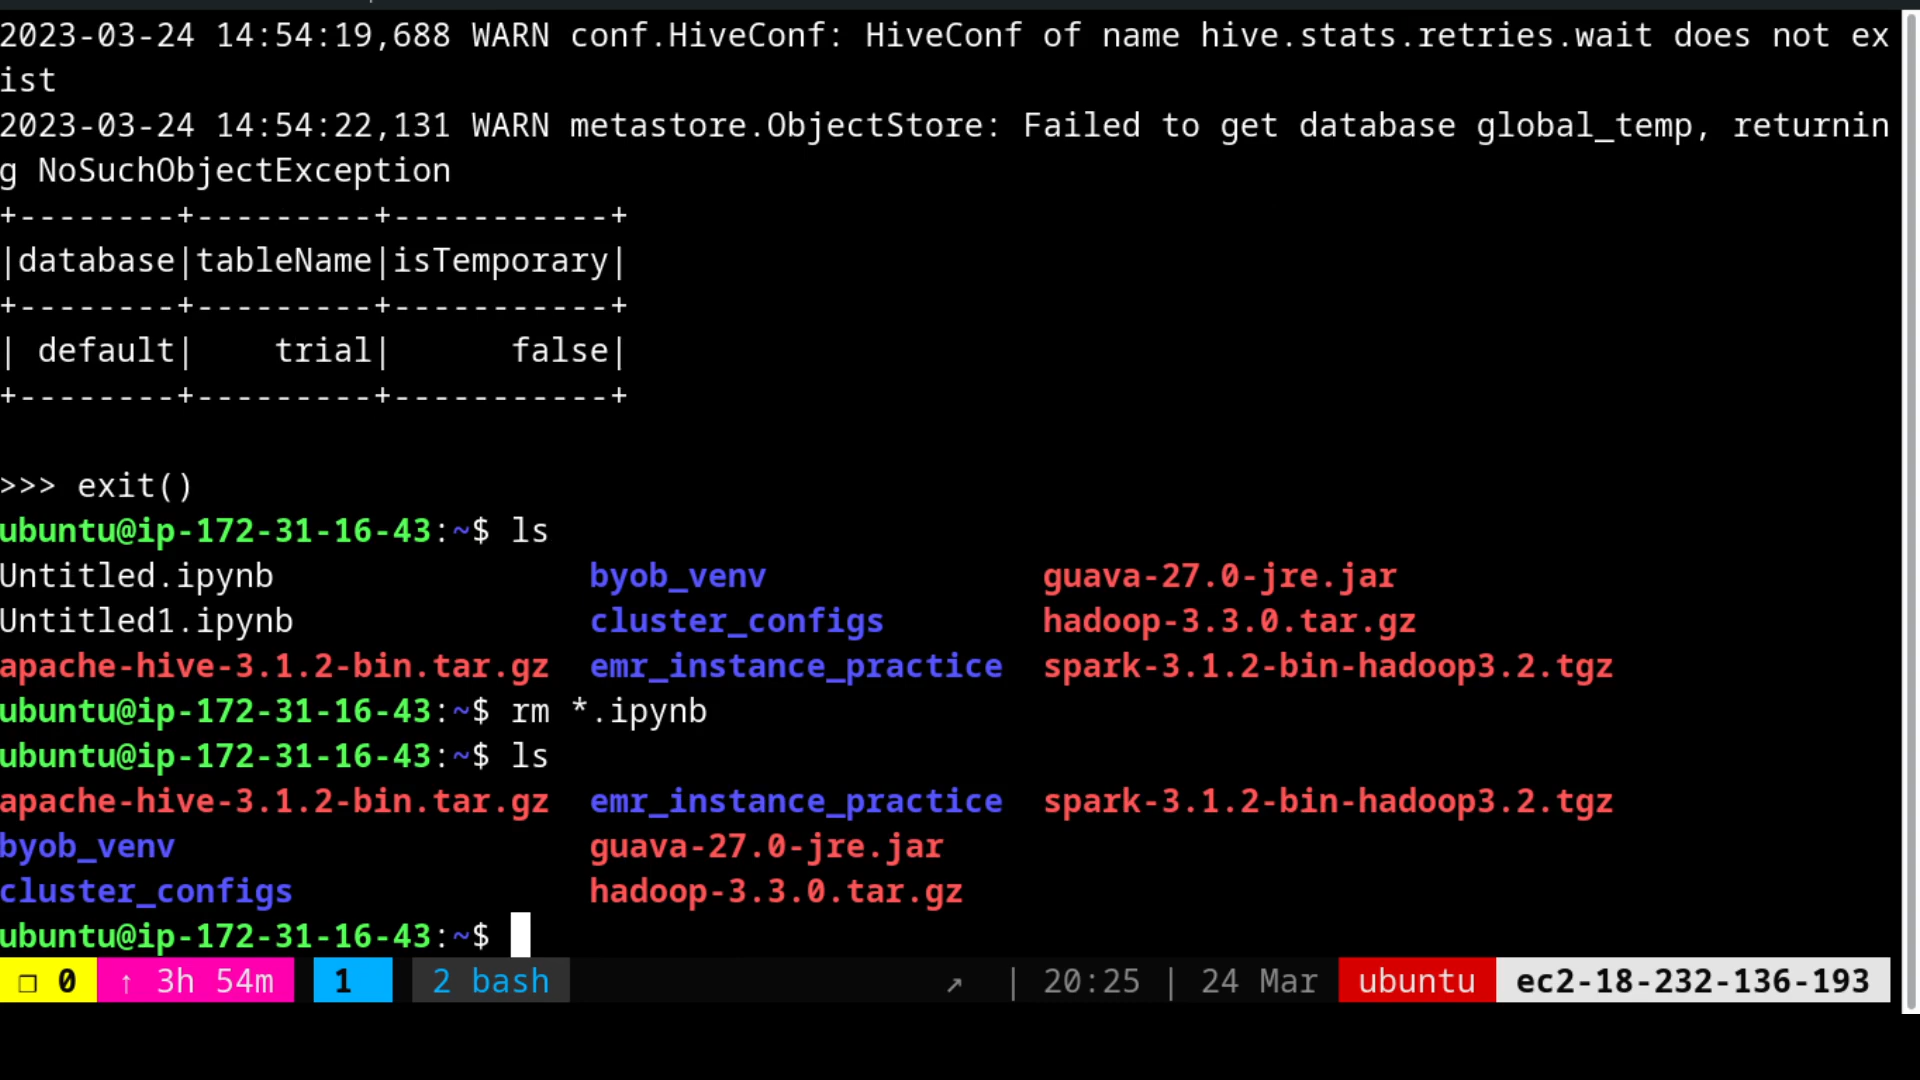 2023-03-24 14:54:19,688 WARN conf.HiveConf: HiveConf of name hive.stats.retries.wait does not ex
ist
2023-03-24 14:54:22,131 WARN metastore.ObjectStore: Failed to get database global_temp, returnin
g NoSuchObjectException
+--------+---------+-----------+
|database|tableName|isTemporary|
+--------+---------+-----------+
| default|    trial|      false|
+--------+---------+-----------+
>>> exit()
ubuntu@ip-172-31-16-43:~$ ls
Untitled.ipynb                byob_venv              guava-27.0-jre.jar
Untitled1.ipynb               cluster_configs        hadoop-3.3.0.tar.gz
apache-hive-3.1.2-bin.tar.gz  emr_instance_practice  spark-3.1.2-bin-hadoop3.2.tgz
ubuntu@ip-172-31-16-43:~$ rm *.ipynb
ubuntu@ip-172-31-16-43:~$ ls
apache-hive-3.1.2-bin.tar.gz  emr_instance_practice  spark-3.1.2-bin-hadoop3.2.tgz
byob_venv                     guava-27.0-jre.jar
cluster_configs               hadoop-3.3.0.tar.gz
ubuntu@ip-172-31-16-43:~$
❐ 0 ↑ 3h 54m 1 2 bash ↗ | 20:25 | 24 Mar ubuntu ec2-18-232-136-193